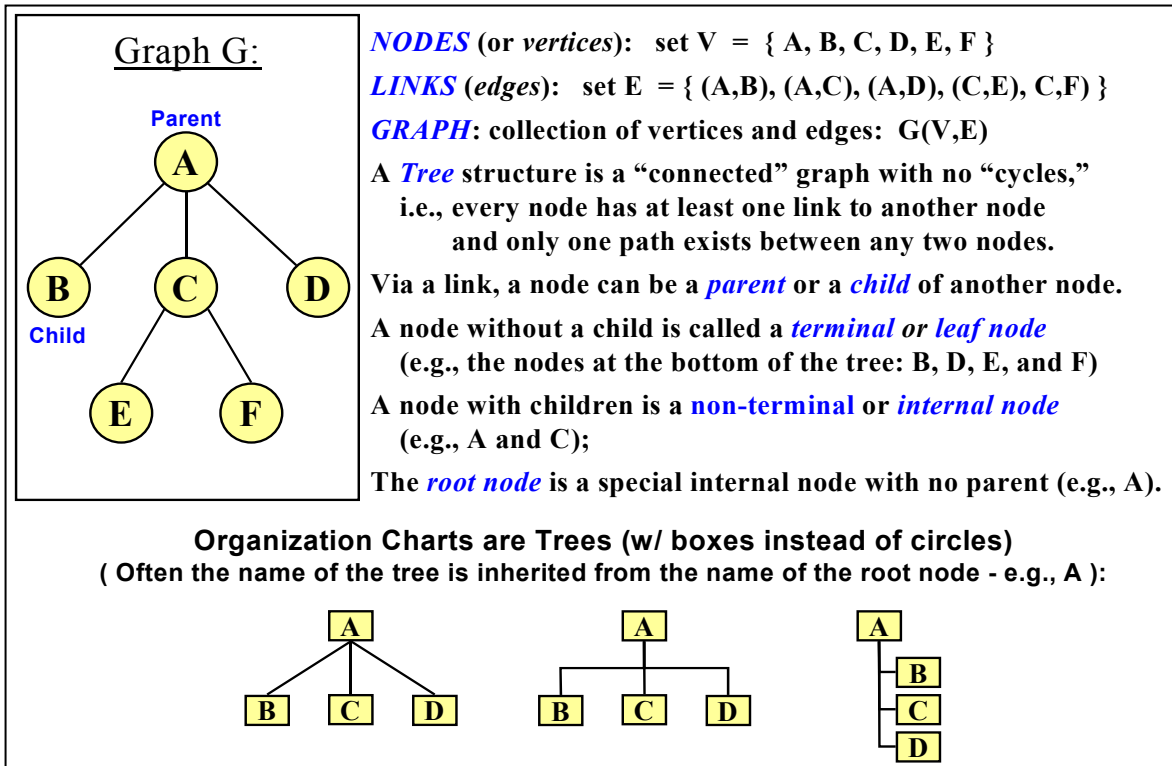 Graph G:
Parent
A
B
C
D
Child
E
F
NODES (or vertices): set V = { A, B, C, D, E, F }
LINKS (edges): set E = { (A,B), (A,C), (A,D), (C,E), C,F) }
GRAPH: collection of vertices and edges: G(V,E)
A Tree structure is a “connected” graph with no “cycles,”
i.e., every node has at least one link to another node
and only one path exists between any two nodes.
Via a link, a node can be a parent or a child of another node.
A node without a child is called a terminal or leaf node
(e.g., the nodes at the bottom of the tree: B, D, E, and F)
A node with children is a non-terminal or internal node
(e.g., A and C);
The root node is a special internal node with no parent (e.g., A).
Organization Charts are Trees (w/ boxes instead of circles)
( Often the name of the tree is inherited from the name of the root node - e.g., A ):
A
B C D
A
B C D
A
B
C
D